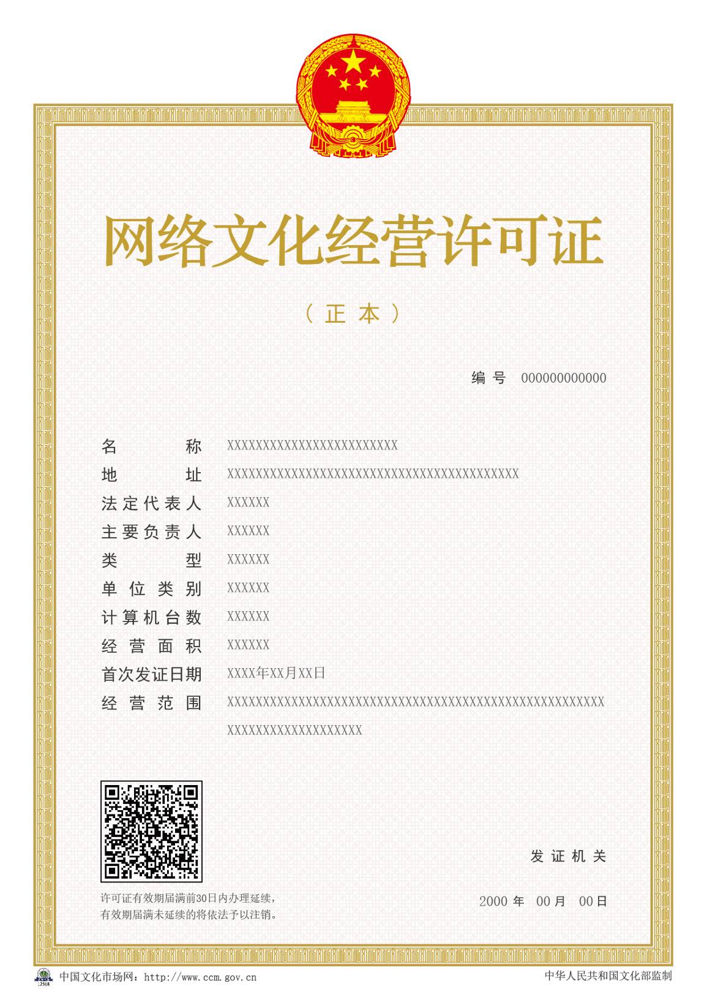 网络文化经营许可证
（正本）
编号 000000000000
名称 XXXXXXXXXXXXXXXXXXXXXXXX
地址 XXXXXXXXXXXXXXXXXXXXXXXXXXXXXXXXXXXXXXXXX
法定代表人 XXXXXX
主要负责人 XXXXXX
类型 XXXXXX
单位类别 XXXXXX
计算机台数 XXXXXX
经营面积 XXXXXX
首次发证日期 XXXX年XX月XX日
经营范围 XXXXXXXXXXXXXXXXXXXXXXXXXXXXXXXXXXXXXXXXXXXXXXXXXXXXX
XXXXXXXXXXXXXXXXXXX
发证机关
许可证有效期届满前30日内办理延续，
2000 年 00 月 00 日
有效期届满未延续的将依法予以注销。
L2318
中国文化市场网：http://www.ccm.gov.cn
中华人民共和国文化部监制